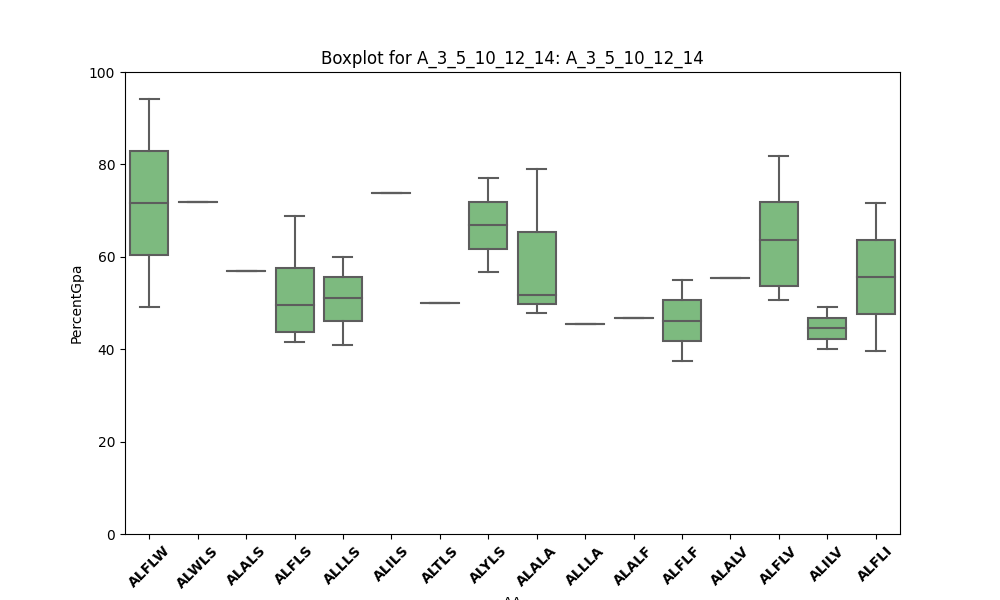 Boxplot for A_3_5_10_12_14: A_3_5_10_12_14
100
80
60
40
20
0
PercentGpa
ALFLW
ALWLS
ALALS
ALFLS
ALLLS
ALILS
ALTLS
ALYLS
ALALA
ALLLA
ALALF
ALFLF
ALALV
ALFLV
ALILV
ALFLI